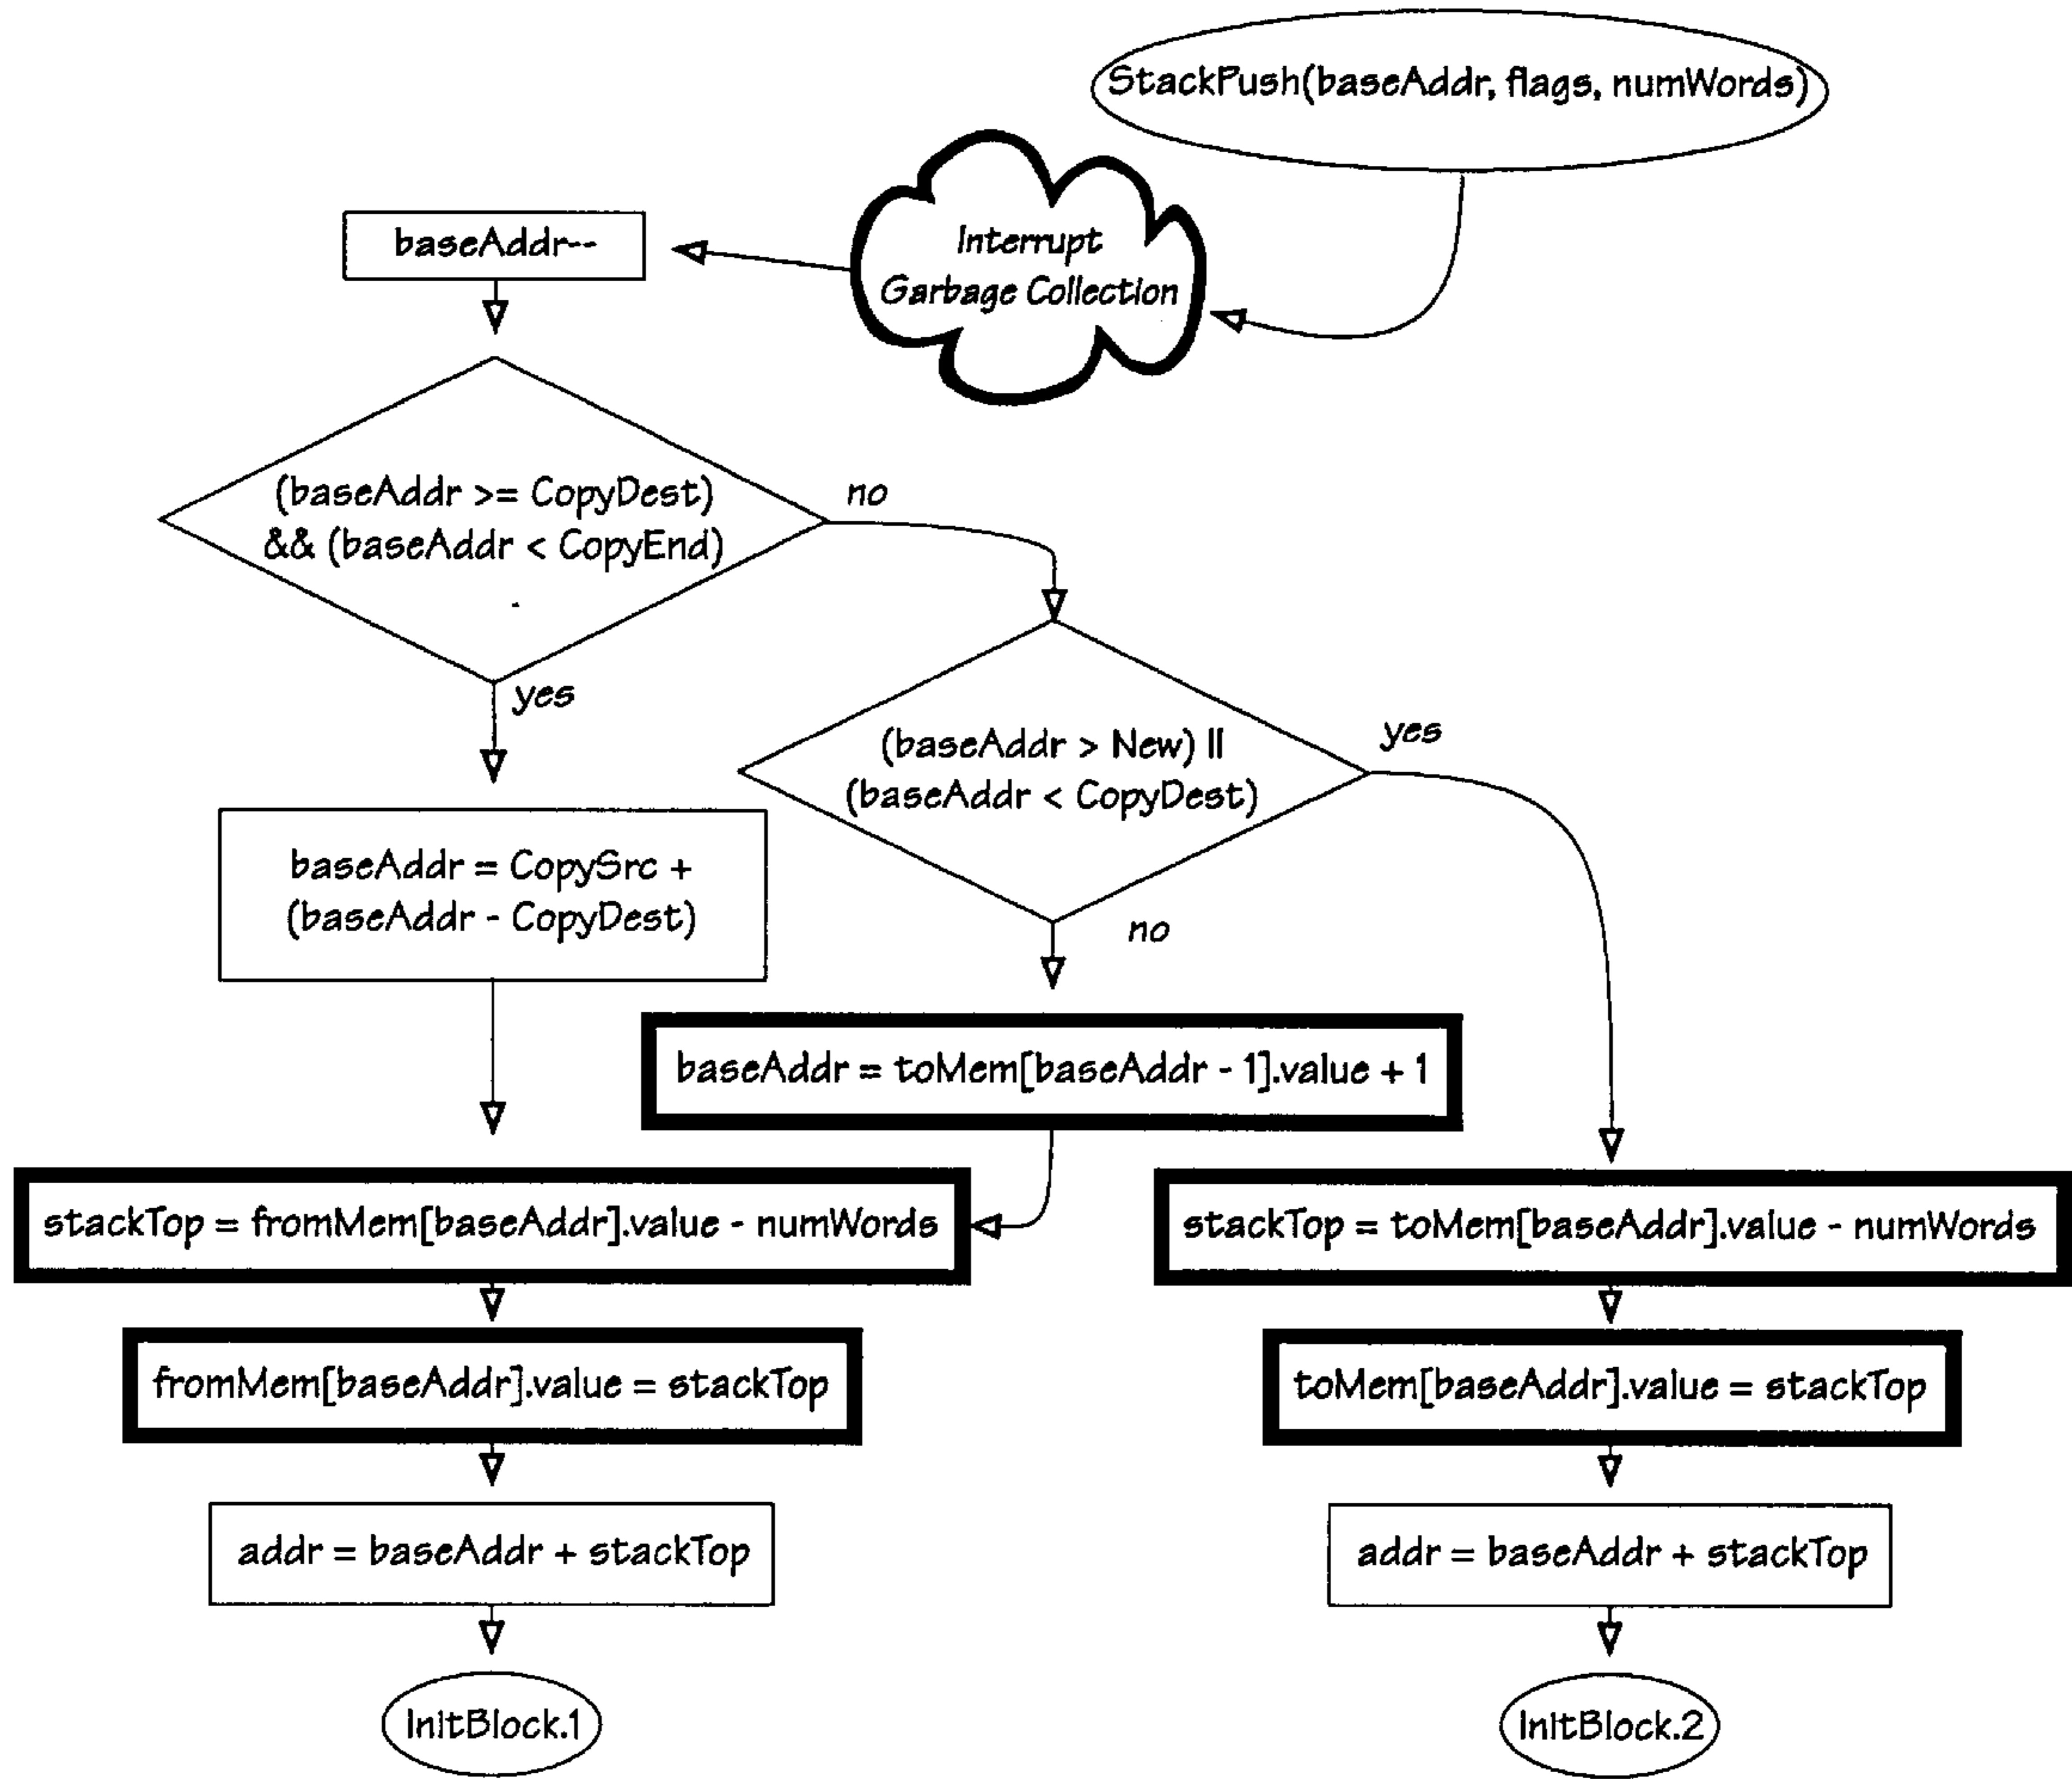 StackPush(baseAddr, flags, numWords)
Interrupt
Garbage Collection
baseAddr--
(baseAddr >= CopyDest)
&& (baseAddr < CopyEnd)
no
yes
(baseAddr > New) ||
(baseAddr < CopyDest)
yes
no
baseAddr = CopySrc +
(baseAddr - CopyDest)
baseAddr = toMem[baseAddr - 1].value + 1
stackTop = fromMem[baseAddr].value - numWords
stackTop = toMem[baseAddr].value - numWords
fromMem[baseAddr].value = stackTop
toMem[baseAddr].value = stackTop
addr = baseAddr + stackTop
addr = baseAddr + stackTop
InitBlock.1
InitBlock.2